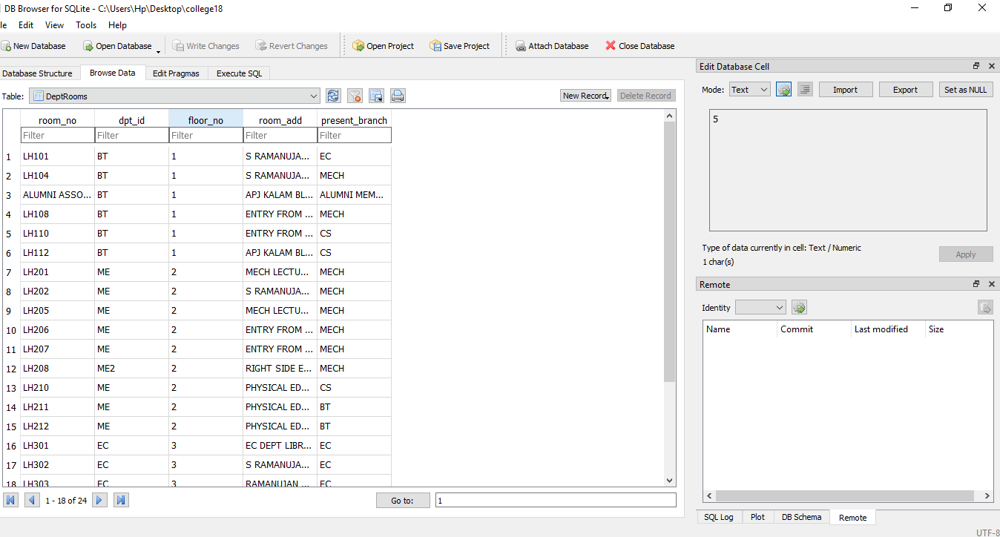 DB Browser for SQLite - C:\Users\Hp\Desktop\college18
le Edit View Tools Help
New Database Open Database Write Changes Revert Changes Open Project Save Project Attach Database Close Database
Database Structure Browse Data Edit Pragmas Execute SQL
Table: DeptRooms New Record Delete Record
room_no dpt_id floor_no room_add present_branch
Filter Filter Filter Filter Filter
1 LH101 BT 1 S RAMANUJA... EC
2 LH104 BT 1 S RAMANUJA... MECH
3 ALUMNI ASSO... BT 1 APJ KALAM BL... ALUMNI MEM...
4 LH108 BT 1 ENTRY FROM ... MECH
5 LH110 BT 1 ENTRY FROM ... CS
6 LH112 BT 1 APJ KALAM BL... CS
7 LH201 ME 2 MECH LECTU... MECH
8 LH202 ME 2 S RAMANUJA... MECH
9 LH205 ME 2 MECH LECTU... MECH
10 LH206 ME 2 ENTRY FROM ... MECH
11 LH207 ME 2 ENTRY FROM ... MECH
12 LH208 ME2 2 RIGHT SIDE E... MECH
13 LH210 ME 2 PHYSICAL ED... CS
14 LH211 ME 2 PHYSICAL ED... BT
15 LH212 ME 2 PHYSICAL ED... BT
16 LH301 EC 3 EC DEPT LIBR... EC
17 LH302 EC 3 S RAMANUJA... EC
18 LH303 EC 3 RAMANUJAN ... EC
1 - 18 of 24 Go to: 1
Edit Database Cell
Mode: Text Import Export Set as NULL
5
Type of data currently in cell: Text / Numeric
1 char(s)
Apply
Remote
Identity
Name Commit Last modified Size
SQL Log Plot DB Schema Remote
UTF-8